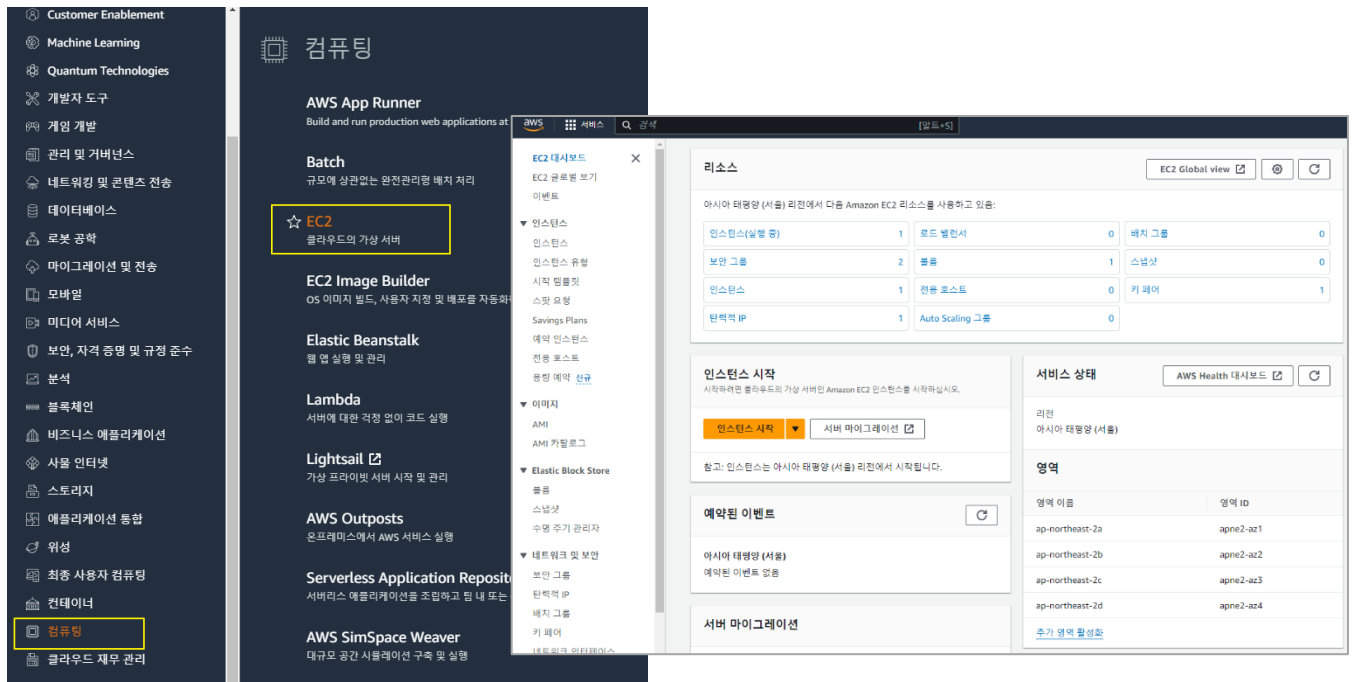 Customer Enablement
Machine Learning
Quantum Technologies
개발자 도구
게임 개발
관리 및 거버넌스
네트워킹 및 콘텐츠 전송
데이터베이스
로봇 공학
마이그레이션 및 전송
모바일
미디어 서비스
보안, 자격 증명 및 규정 준수
분석
블록체인
비즈니스 애플리케이션
사물 인터넷
스토리지
애플리케이션 통합
위성
최종 사용자 컴퓨팅
컨테이너
컴퓨팅
클라우드 재무 관리
컴퓨팅
AWS App Runner
Build and run production web applications at
Batch
규모에 상관없는 완전관리형 배치 처리
EC2
클라우드의 가상 서버
EC2 Image Builder
OS 이미지 빌드, 사용자 지정 및 배포를 자동화
Elastic Beanstalk
웹 앱 실행 및 관리
Lambda
서버에 대한 걱정 없이 코드 실행
Lightsail
가상 프라이빗 서버 시작 및 관리
AWS Outposts
온프레미스에서 AWS 서비스 실행
Serverless Application Reposit
서버리스 애플리케이션을 조립하고 팀 내 또는
AWS SimSpace Weaver
대규모 공간 시뮬레이션 구축 및 실행
aws 서비스 검색 [알트+S]
EC2 대시보드
EC2 글로벌 보기
이벤트
인스턴스
인스턴스
인스턴스 유형
시작 템플릿
스팟 요청
Savings Plans
예약 인스턴스
전용 호스트
용량 예약 신규
이미지
AMI
AMI 카탈로그
Elastic Block Store
볼륨
스냅샷
수명 주기 관리자
네트워크 및 보안
보안 그룹
탄력적 IP
배치 그룹
키 페어
네트워크 인터페이스
리소스
EC2 Global view
아시아 태평양 (서울) 리전에서 다음 Amazon EC2 리소스를 사용하고 있음:
인스턴스(실행 중) 1 로드 밸런서 0 배치 그룹 0
보안 그룹 2 볼륨 1 스냅샷 0
인스턴스 1 전용 호스트 0 키 페어 1
탄력적 IP 1 Auto Scaling 그룹 0
인스턴스 시작
시작하려면 클라우드의 가상 서버인 Amazon EC2 인스턴스를 시작하십시오.
인스턴스 시작 서버 마이그레이션
참고: 인스턴스는 아시아 태평양 (서울) 리전에서 시작됩니다.
예약된 이벤트
아시아 태평양 (서울)
예약된 이벤트 없음
서버 마이그레이션
서비스 상태
AWS Health 대시보드
리전
아시아 태평양 (서울)
영역
영역 이름 영역 ID
ap-northeast-2a apne2-az1
ap-northeast-2b apne2-az2
ap-northeast-2c apne2-az3
ap-northeast-2d apne2-az4
추가 영역 활성화